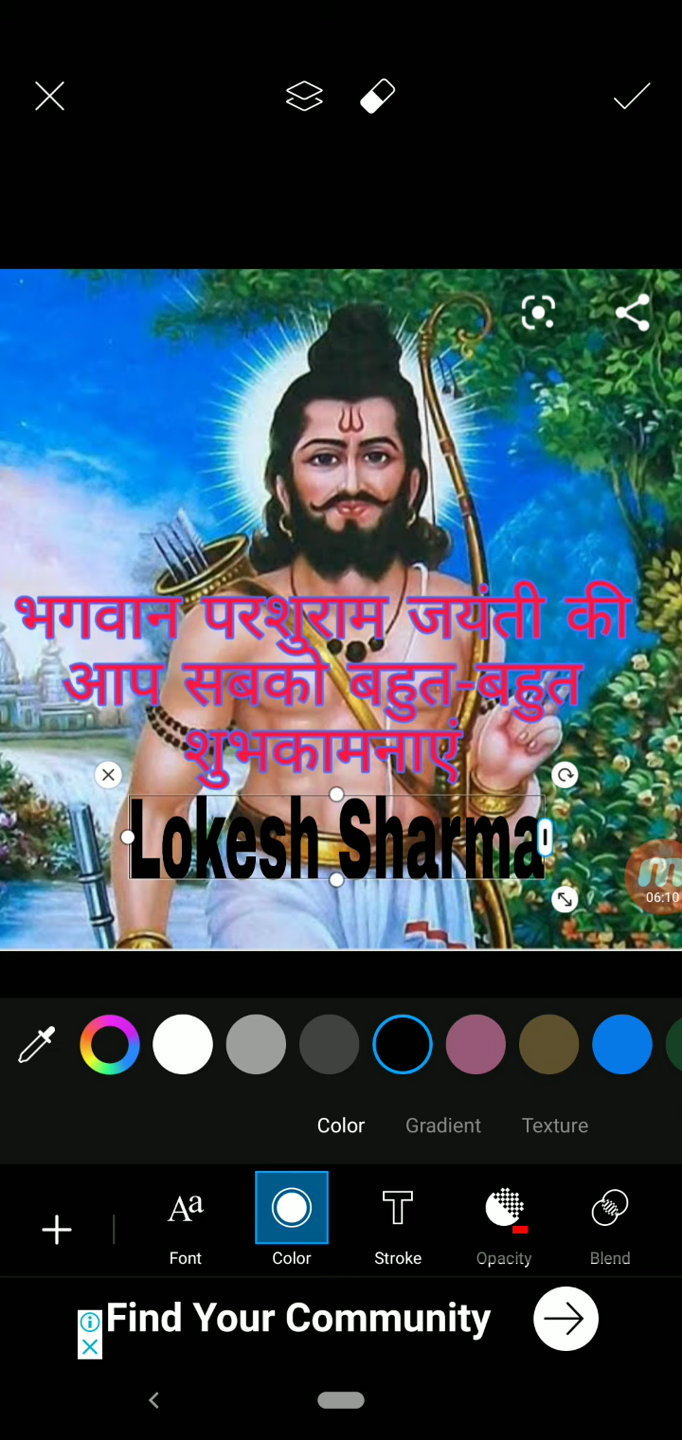 भगवान परशुराम जयंती की
आप सबको बहुत-बहुत
शुभकामनाएं
Lokesh Sharma
06:10
Color Gradient Texture
Font Color Stroke Opacity Blend
Find Your Community